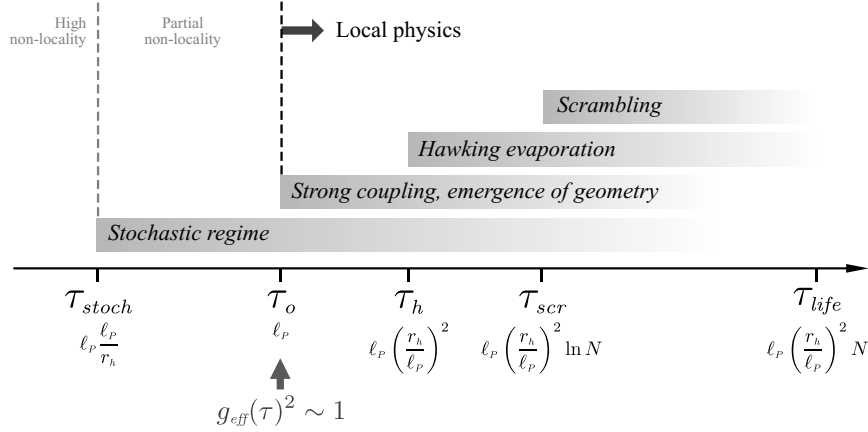 High
non-locality
Partial
non-locality
Local physics
Scrambling
Hawking evaporation
Strong coupling, emergence of geometry
Stochastic regime
τ_stoch τ_o τ_h τ_scr τ_life
ℓ_P ℓ_P/r_h ℓ_P ℓ_P (r_h/ℓ_P)^2 ℓ_P (r_h/ℓ_P)^2 ln N ℓ_P (r_h/ℓ_P)^2 N
g_eff(τ)^2 ∼ 1